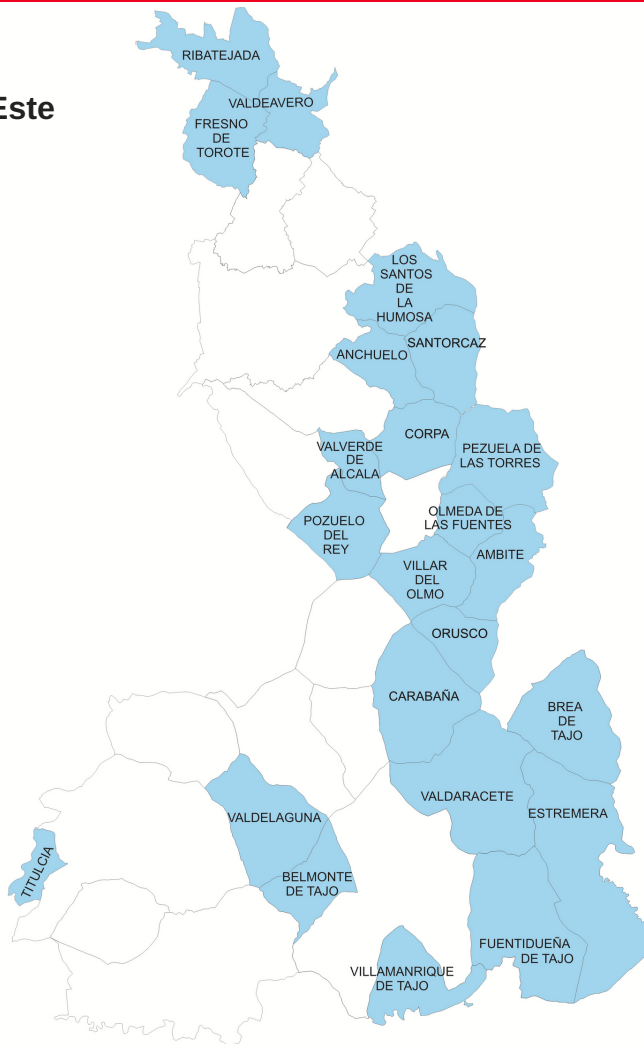 Este
RIBATEJADA
VALDEAVERO
FRESNO
DE
TOROTE
LOS
SANTOS
DE
LA
HUMOSA
SANTORCAZ
ANCHUELO
CORPA
VALVERDE
DE
ALCALA
PEZUELA DE
LAS TORRES
POZUELO
DEL
REY
OLMEDA DE
LAS FUENTES
AMBITE
VILLAR
DEL
OLMO
ORUSCO
CARABAÑA
BREA
DE
TAJO
VALDARACETE
ESTREMERA
VALDELAGUNA
TITULCIA
BELMONTE
DE TAJO
FUENTIDUEÑA
DE TAJO
VILLAMANRIQUE
DE TAJO